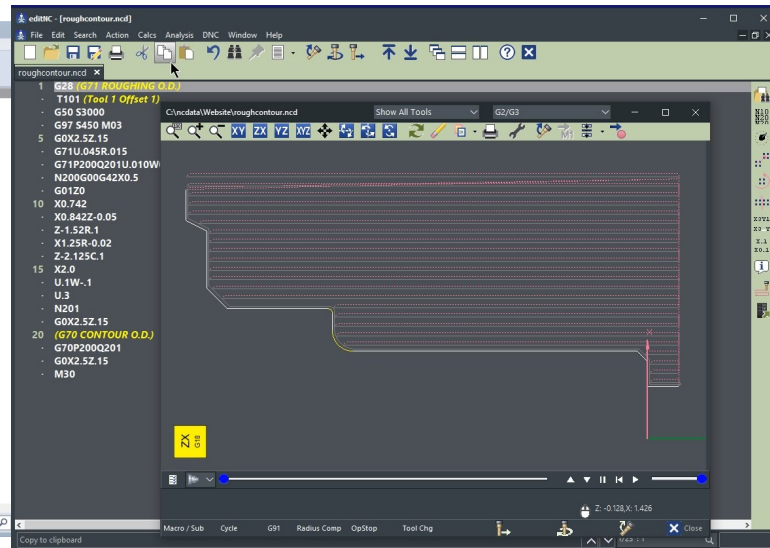 editNC - [roughcontour.ncd]
File Edit Search Action Calcs Analysis DNC Window Help
roughcontour.ncd ×
1 G28 (G71 ROUGHING O.D.)
T101 (Tool 1 Offset 1)
G50 S3000
G97 S450 M03
5 G0X2.5Z.15
G71U.045R.015
G71P200Q201U.010W
N200G00G42X0.5
G01Z0
10 X0.742
X0.842Z-0.05
Z-1.52R.1
X1.25R-0.02
Z-2.125C.1
15 X2.0
U.1W-.1
U.3
N201
G0X2.5Z.15
20 (G70 CONTOUR O.D.)
G70P200Q201
G0X2.5Z.15
M30
C:\ncdata\Website\roughcontour.ncd Show All Tools G2/G3
XY ZX YZ XYZ M1
X
ZX G18
Z: -0.128,X: 1.426
Macro / Sub Cycle G91 Radius Comp OpStop Tool Chg Close
Copy to clipboard